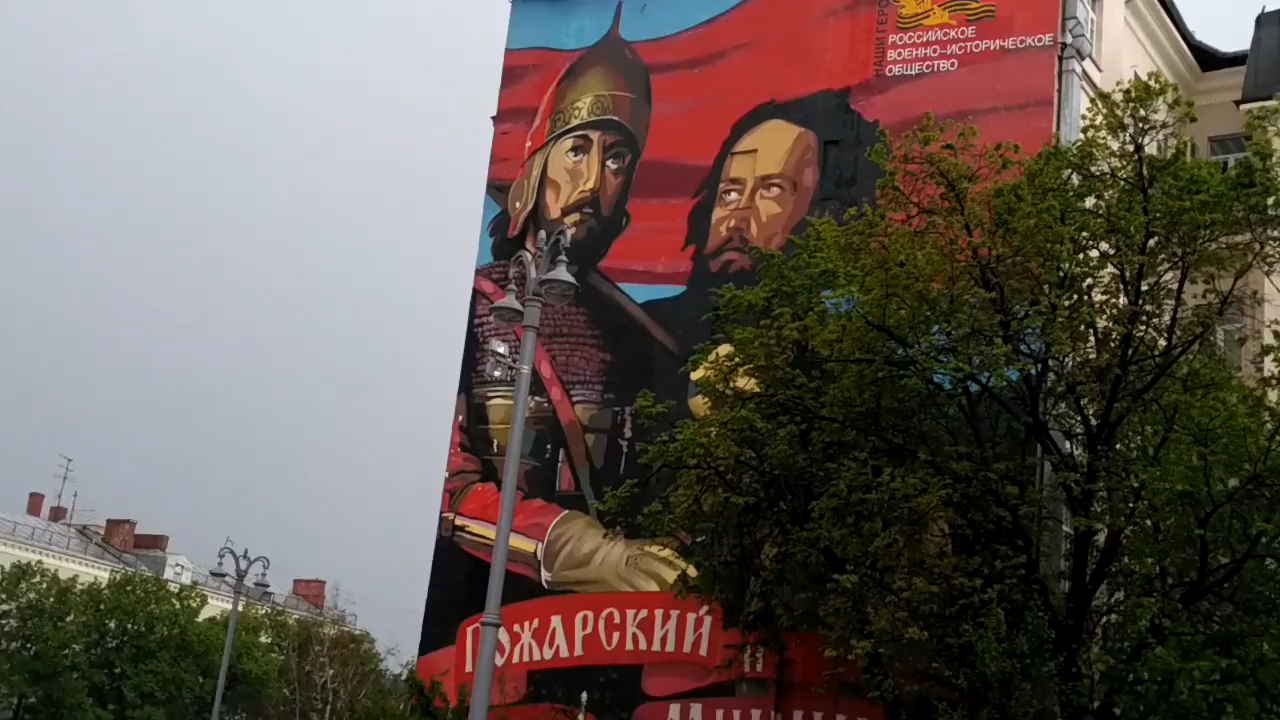 НАШИ ГЕРО
РОССИЙСКОЕ
ВОЕННО-ИСТОРИЧЕСКОЕ
ОБЩЕСТВО
ПОЖАРСКИЙ
И